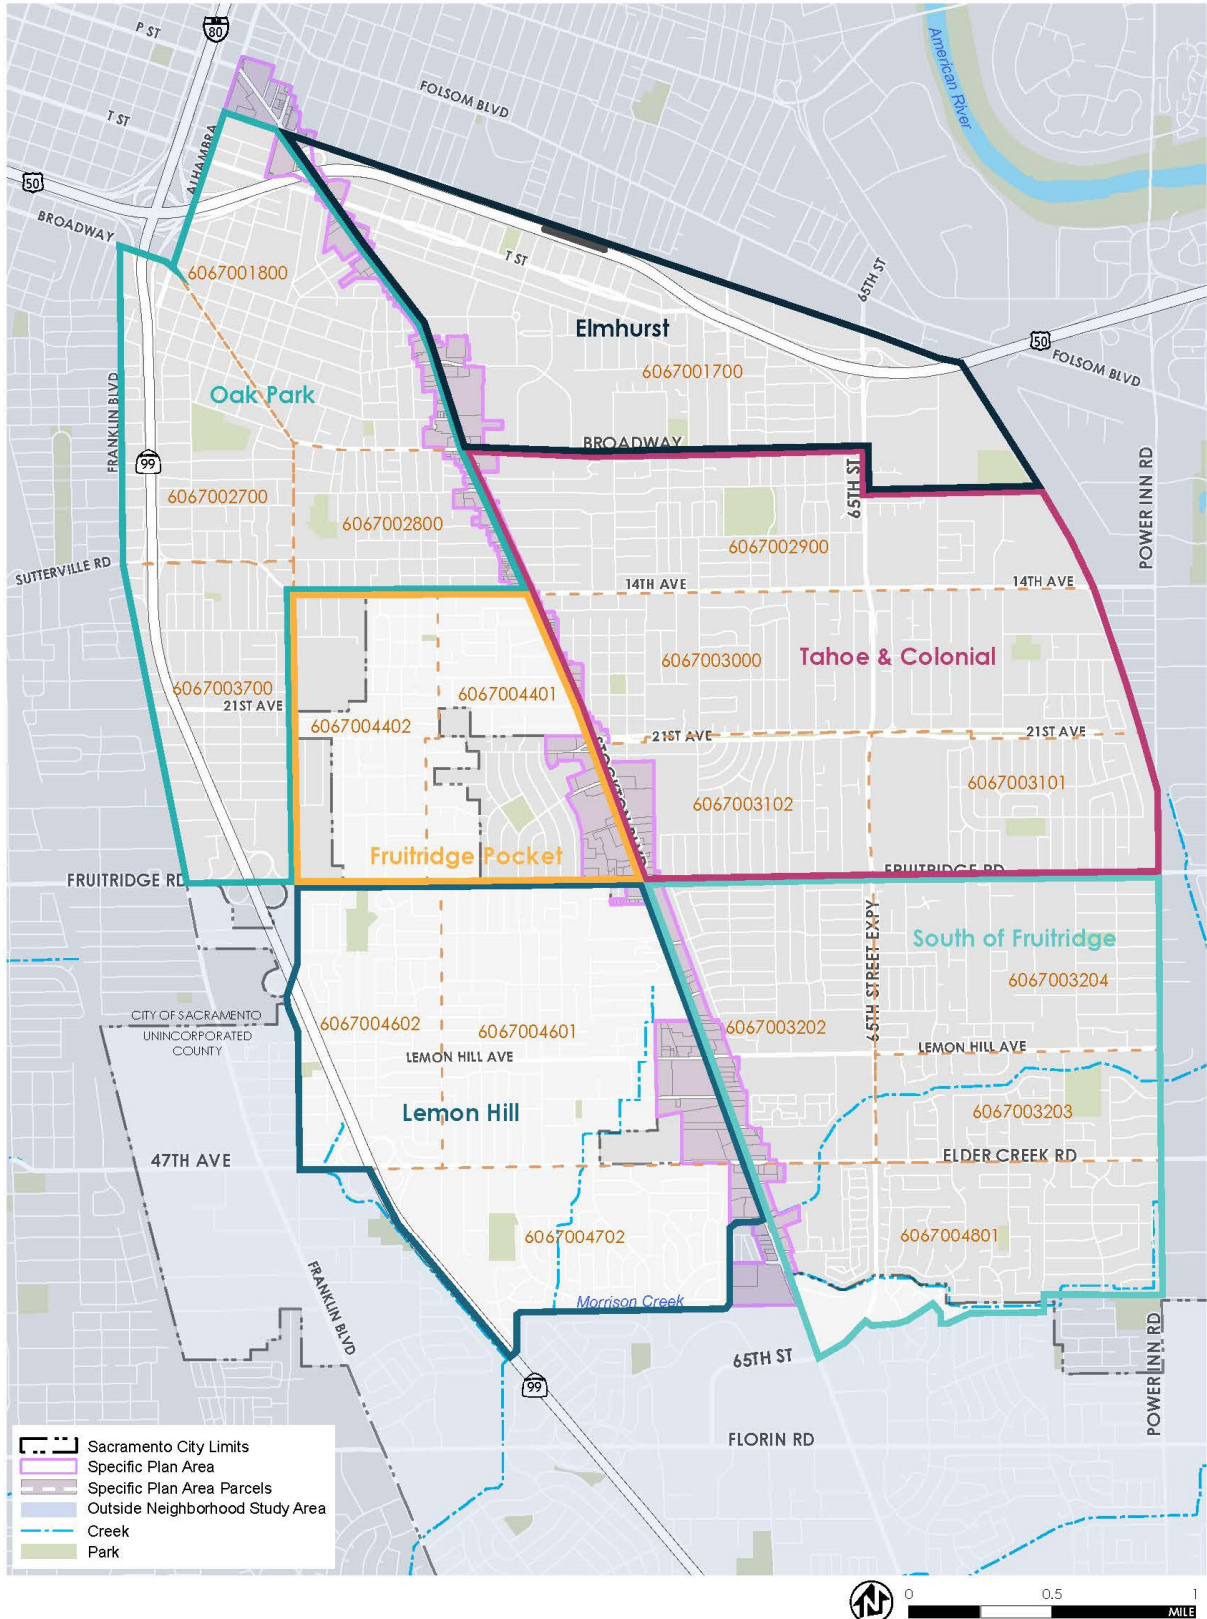 80
P ST
FOLSOM BLVD
American River
T ST
ALHAMBRA
50
BROADWAY
T ST
65TH ST
6067001800
Elmhurst
50
FOLSOM BLVD
6067001700
FRANKLIN BLVD
Oak Park
BROADWAY
99
65TH ST
POWER INN RD
6067002700
6067002800
6067002900
SUTTERVILLE RD
14TH AVE
14TH AVE
6067003000
Tahoe & Colonial
6067003700
21ST AVE
6067004401
6067004402
21ST AVE
21ST AVE
STOCKTON BLVD
6067003101
6067003102
Fruitridge Pocket
FRUITRIDGE RD
FRUITRIDGE RD
65TH STREET EXPY
South of Fruitridge
6067003204
CITY OF SACRAMENTO
UNINCORPORATED
COUNTY
6067004602
6067004601
6067003202
LEMON HILL AVE
LEMON HILL AVE
Lemon Hill
6067003203
47TH AVE
ELDER CREEK RD
6067004702
6067004801
FRANKLIN BLVD
Morrison Creek
65TH ST
POWER INN RD
99
FLORIN RD
Sacramento City Limits
Specific Plan Area
Specific Plan Area Parcels
Outside Neighborhood Study Area
Creek
Park
N
0 0.5 1
MILE